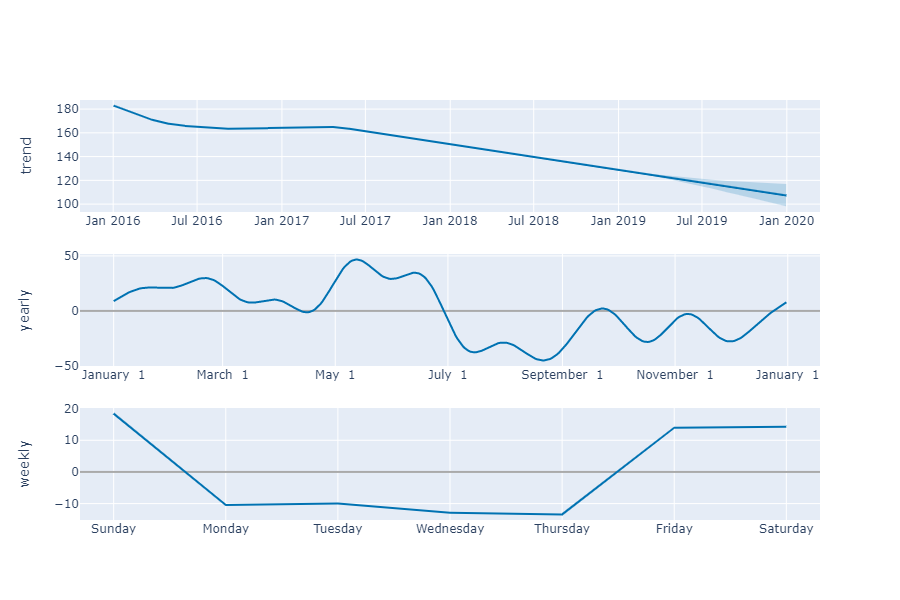 trend
180
160
140
120
100
Jan 2016 Jul 2016 Jan 2017 Jul 2017 Jan 2018 Jul 2018 Jan 2019 Jul 2019 Jan 2020
yearly
50
0
−50
January 1 March 1 May 1 July 1 September 1 November 1 January 1
weekly
20
10
0
−10
Sunday Monday Tuesday Wednesday Thursday Friday Saturday